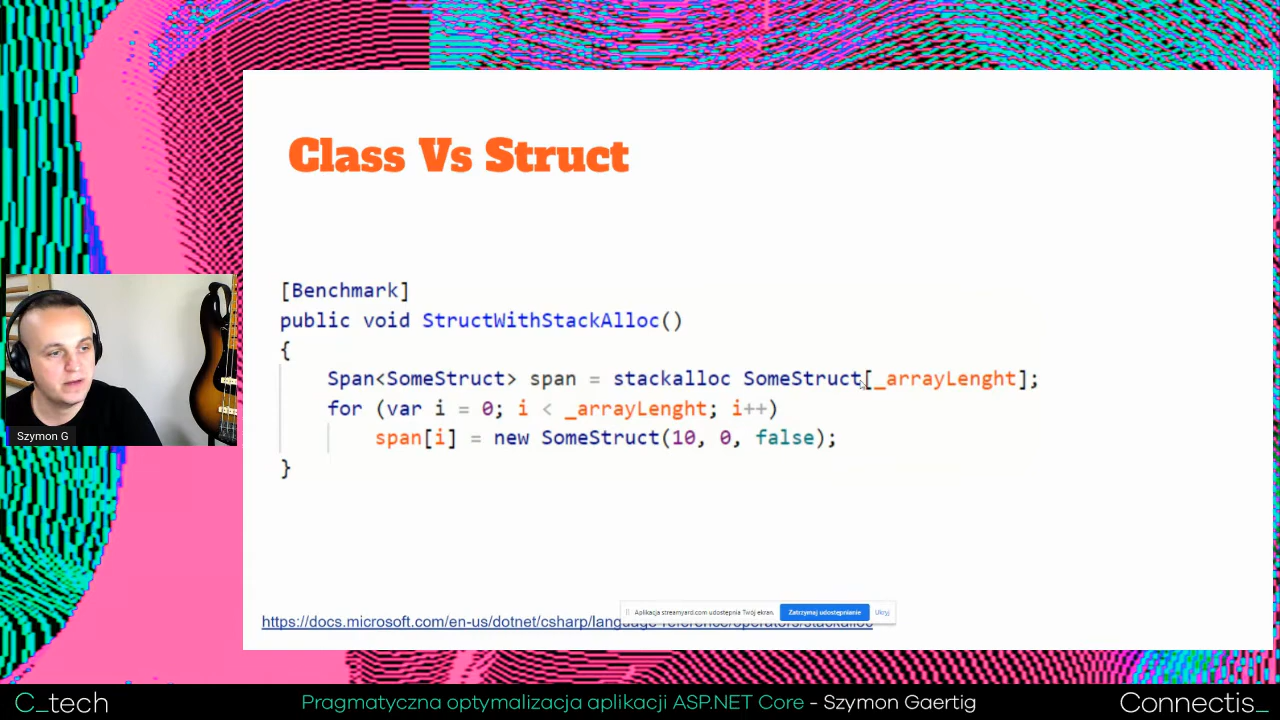 Class Vs Struct
[Benchmark]
public void StructWithStackAlloc()
{
Span<SomeStruct> span = stackalloc SomeStruct[_arrayLenght];
for (var i = 0; i < _arrayLenght; i++)
span[i] = new SomeStruct(10, 0, false);
}
Szymon G
Aplikacja streamyard.com udostępnia Twój ekran.
Zatrzymaj udostępnianie
Ukryj
https://docs.microsoft.com/en-us/dotnet/csharp/language-reference/operators/stackalloc
C_tech
Pragmatyczna optymalizacja aplikacji ASP.NET Core - Szymon Gaertig
Connectis_